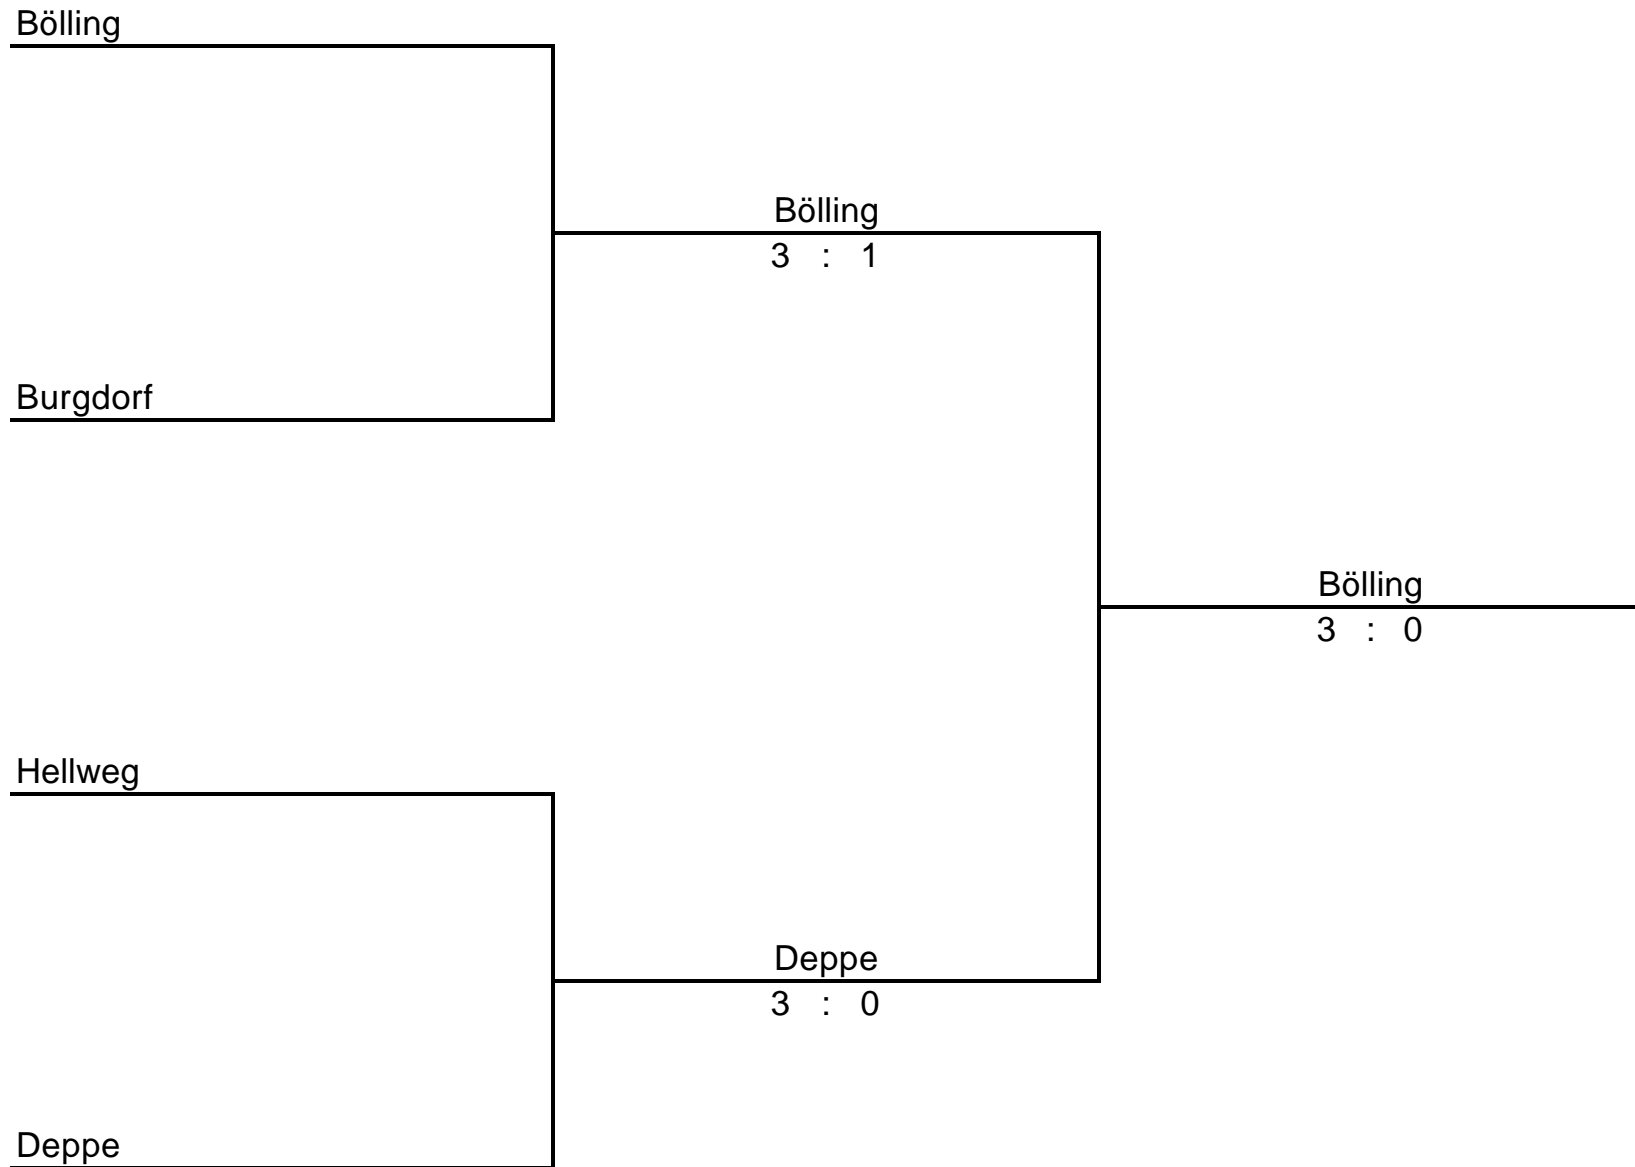 Bölling
Bölling
3 : 1
Burgdorf
Bölling
3 : 0
Hellweg
Deppe
3 : 0
Deppe